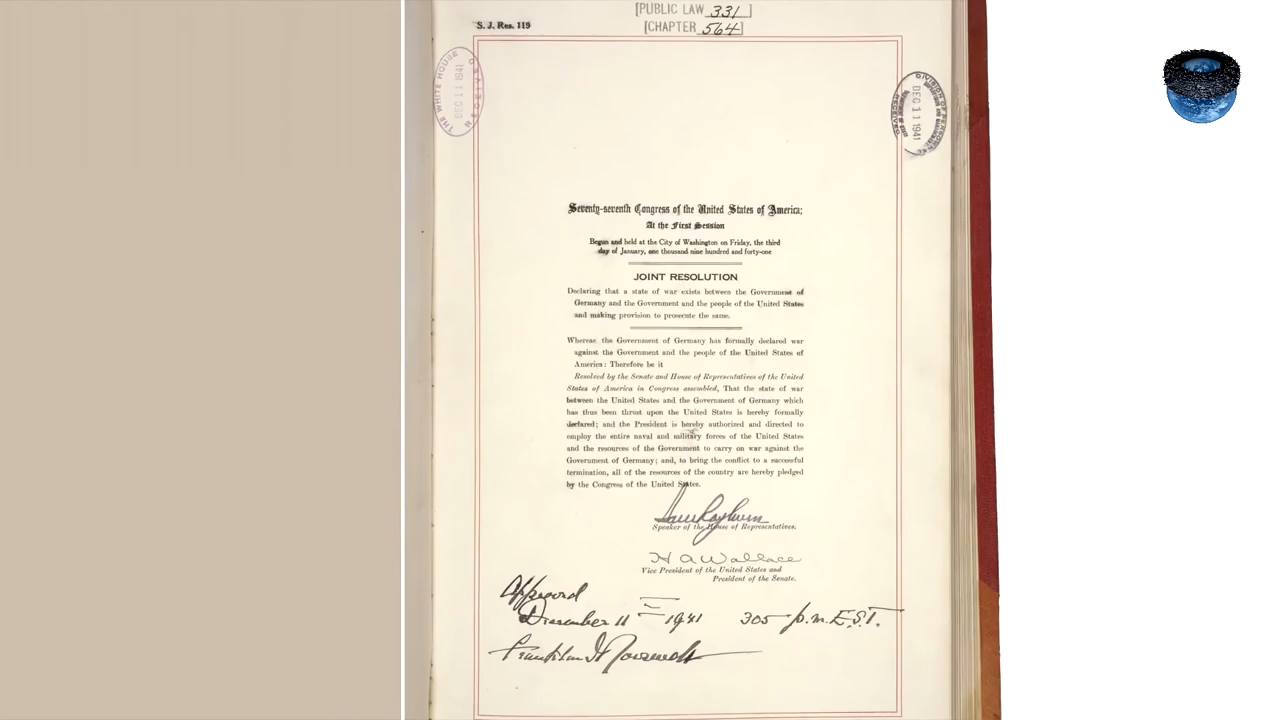 [PUBLIC LAW 331]
S. J. Res. 119
[CHAPTER 564]
THE WHITE HOUSE
DEC 11 1941
RECEIVED
DIVISION OF
DEC 11 1941
RECEIVED
Seventy-seventh Congress of the United States of America;
At the First Session
Begun and held at the City of Washington on Friday, the third
day of January, one thousand nine hundred and forty-one
JOINT RESOLUTION
Declaring that a state of war exists between the Government of
Germany and the Government and the people of the United States
and making provision to prosecute the same.
Whereas the Government of Germany has formally declared war
against the Government and the people of the United States of
America: Therefore be it
Resolved by the Senate and House of Representatives of the United
States of America in Congress assembled, That the state of war
between the United States and the Government of Germany which
has thus been thrust upon the United States is hereby formally
declared; and the President is hereby authorized and directed to
employ the entire naval and military forces of the United States
and the resources of the Government to carry on war against the
Government of Germany; and, to bring the conflict to a successful
termination, all of the resources of the country are hereby pledged
by the Congress of the United States.
Sam Rayburn
Speaker of the House of Representatives.
H A Wallace
Vice President of the United States and
President of the Senate.
Approved
December 11 1941 305 p.m. E.S.T.
Franklin D Roosevelt